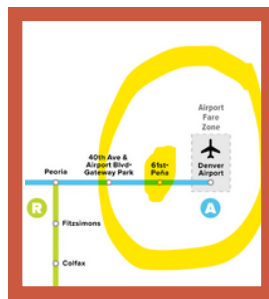 Airport
Fare
Zone
40th Ave &
Airport Blvd•
Gateway Park
61st•
Peña
Denver
Airport
Peoria
R
A
Fitzsimons
Colfax